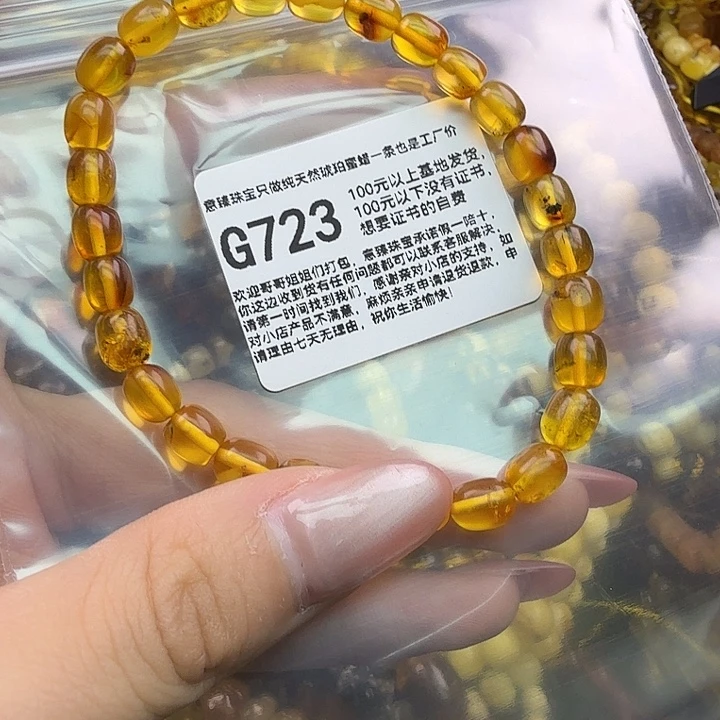 意臻珠宝只做纯天然琥珀蜜蜡一条也是工厂价
G723
100元以上基地发货,
100元以下没有证书,
想要证书的自费
欢迎哥哥姐姐们打包, 意臻珠宝承诺假一赔十,
你这边收到货有任何问题都可以联系客服解决,
请第一时间找到我们, 感谢亲对小店的支持, 如
对小店产品不满意, 麻烦亲亲申请退货退款, 申
请理由七天无理由, 祝你生活愉快!